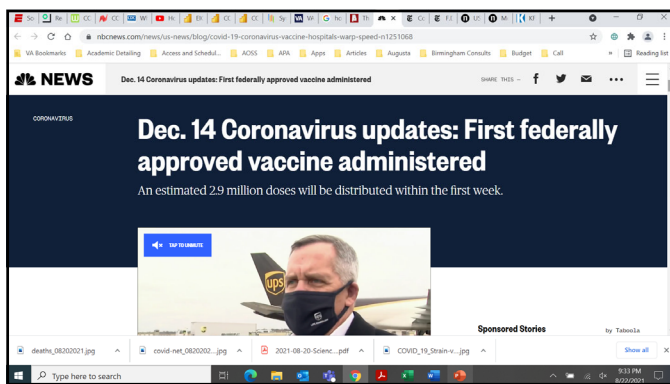 nbcnews.com/news/us-news/blog/covid-19-coronavirus-vaccine-hospitals-warp-speed-n1251068
VA Bookmarks Academic Detailing Access and Schedul... AOSS APA Apps Articles Augusta Birmingham Consults Budget Call » Reading list
NEWS
Dec. 14 Coronavirus updates: First federally approved vaccine administered
SHARE THIS –
CORONAVIRUS
Dec. 14 Coronavirus updates: First federally
approved vaccine administered
An estimated 2.9 million doses will be distributed within the first week.
TAP TO UNMUTE
ups
Sponsored Stories
by Taboola
deaths_08202021.jpg
covid-net_0820202....jpg
2021-08-20-Scienc....pdf
COVID_19_Strain-v....jpg
Show all
Type here to search
9:33 PM
8/22/2021